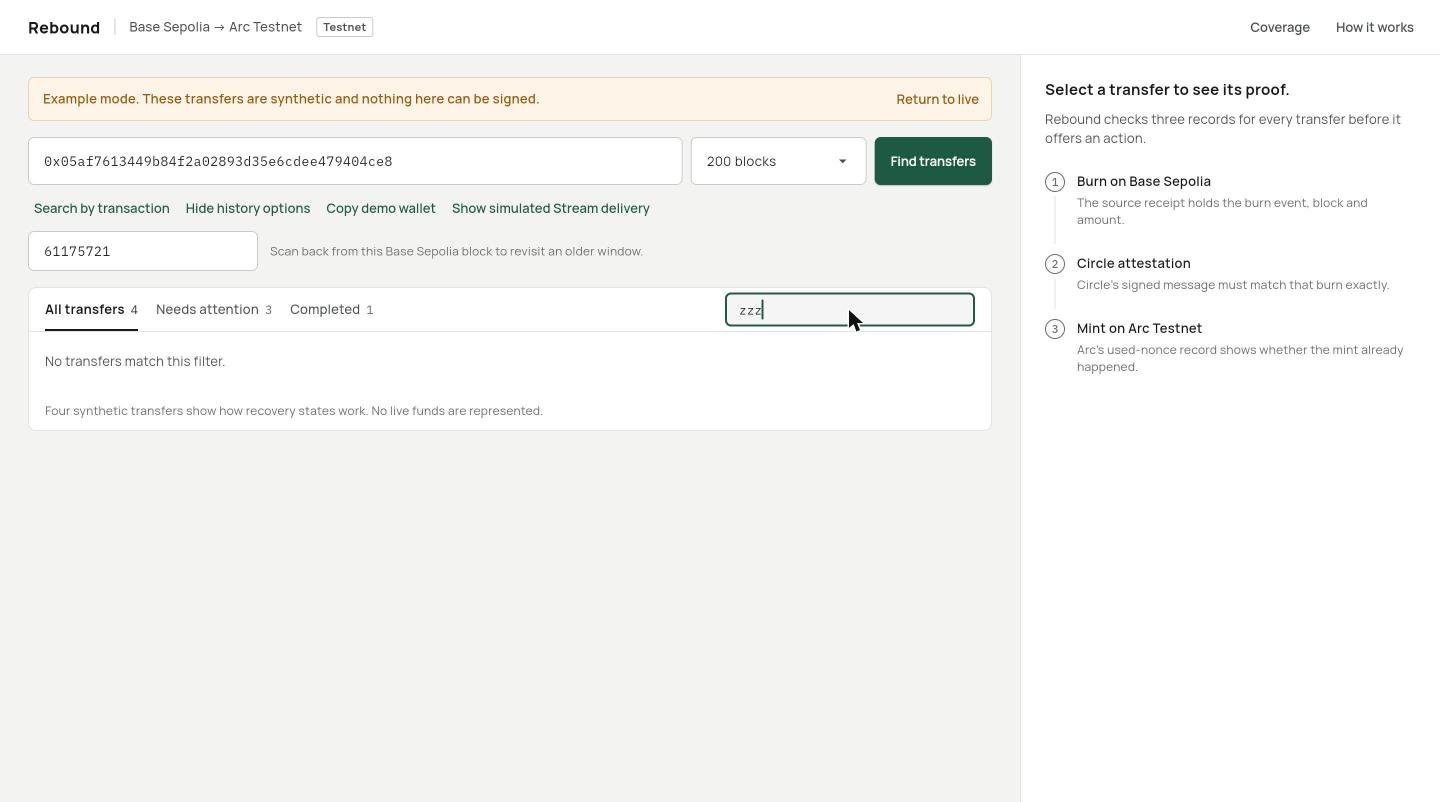 Rebound
Base Sepolia → Arc Testnet
Testnet
Coverage
How it works
Example mode. These transfers are synthetic and nothing here can be signed.
Return to live
0x05af7613449b84f2a02893d35e6cdee479404ce8
200 blocks
Find transfers
Search by transaction
Hide history options
Copy demo wallet
Show simulated Stream delivery
61175721
Scan back from this Base Sepolia block to revisit an older window.
All transfers 4
Needs attention 3
Completed 1
zzz
No transfers match this filter.
Four synthetic transfers show how recovery states work. No live funds are represented.
Select a transfer to see its proof.
Rebound checks three records for every transfer before it
offers an action.
1
Burn on Base Sepolia
The source receipt holds the burn event, block and
amount.
2
Circle attestation
Circle's signed message must match that burn exactly.
3
Mint on Arc Testnet
Arc's used-nonce record shows whether the mint already
happened.